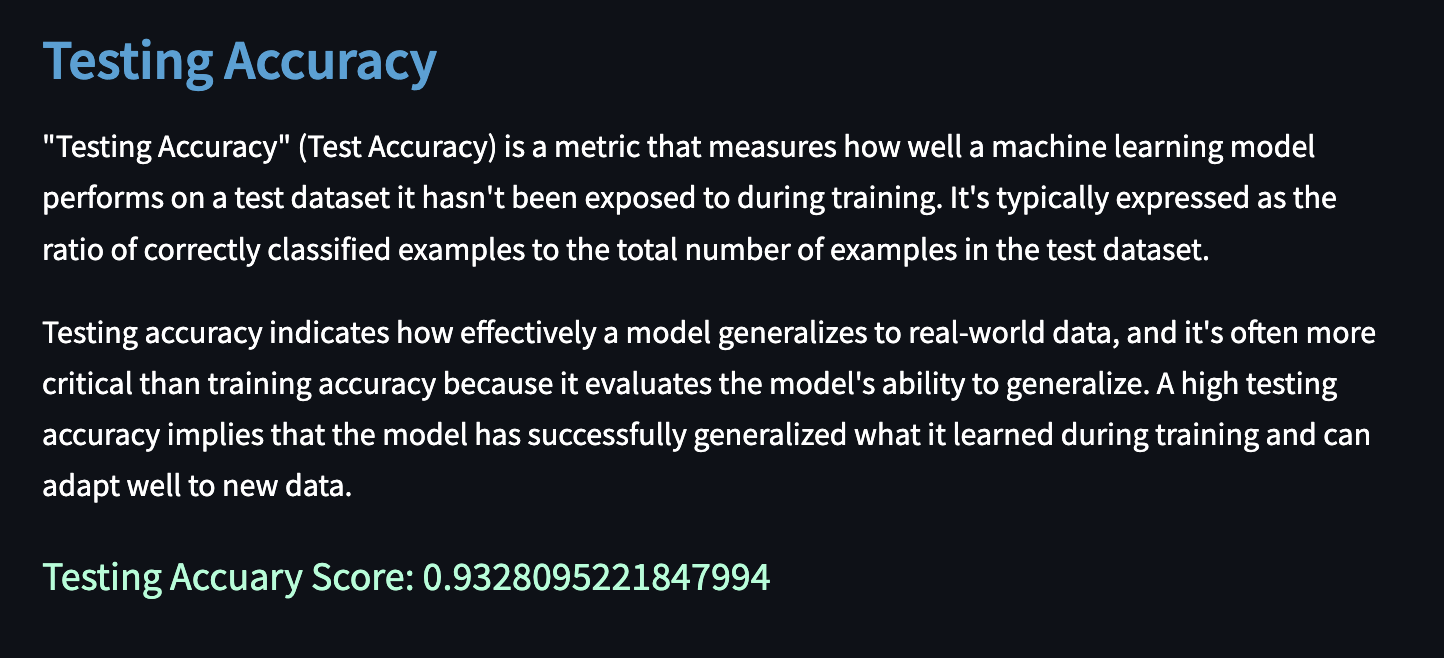 Testing Accuracy
"Testing Accuracy" (Test Accuracy) is a metric that measures how well a machine learning model
performs on a test dataset it hasn't been exposed to during training. It's typically expressed as the
ratio of correctly classified examples to the total number of examples in the test dataset.
Testing accuracy indicates how effectively a model generalizes to real-world data, and it's often more
critical than training accuracy because it evaluates the model's ability to generalize. A high testing
accuracy implies that the model has successfully generalized what it learned during training and can
adapt well to new data.
Testing Accuary Score: 0.9328095221847994